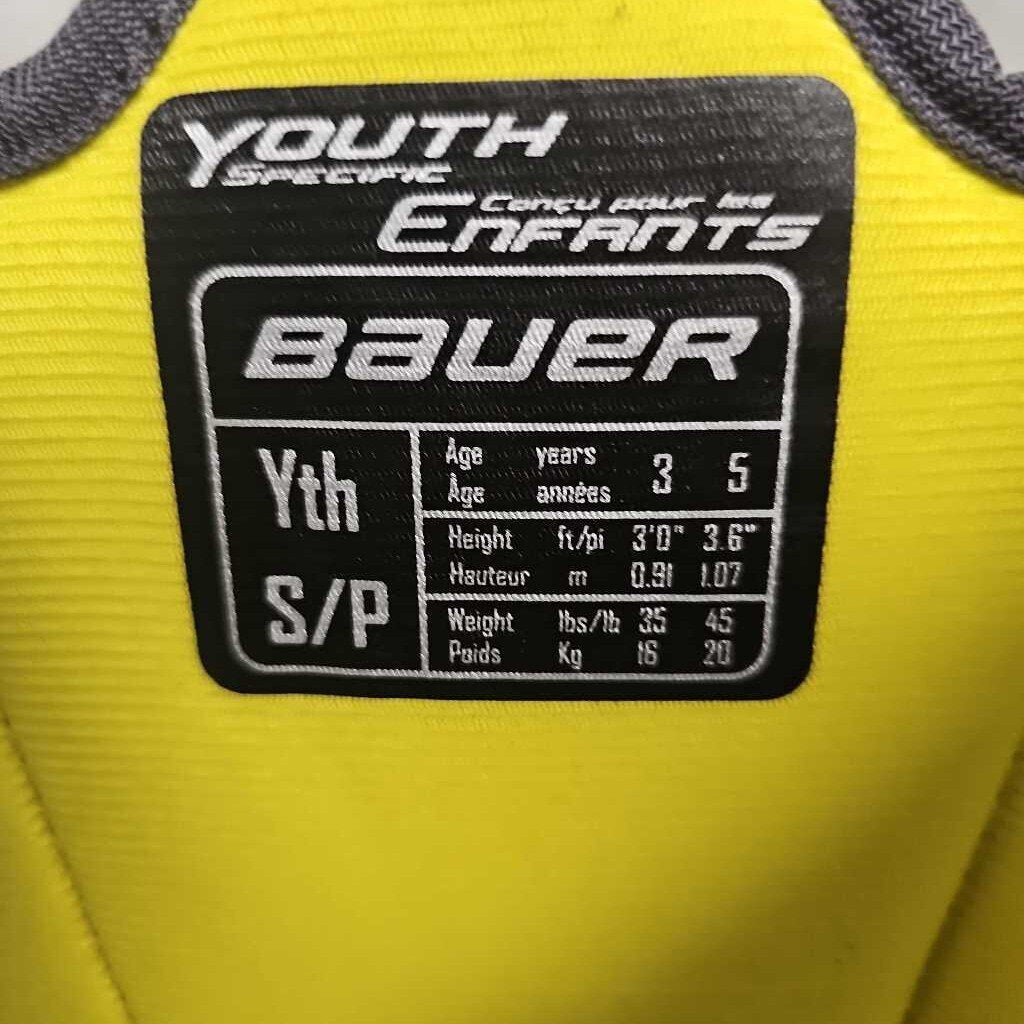 YOUTH
SPECIFIC
Conçu pour les
ENFANTS
BAUER
Yth
S/P
Age years 3 5
Âge années
Height ft/pi 3'0" 3.6"
Hauteur m 0.91 1.07
Weight lbs/lb 35 45
Poids Kg 16 20